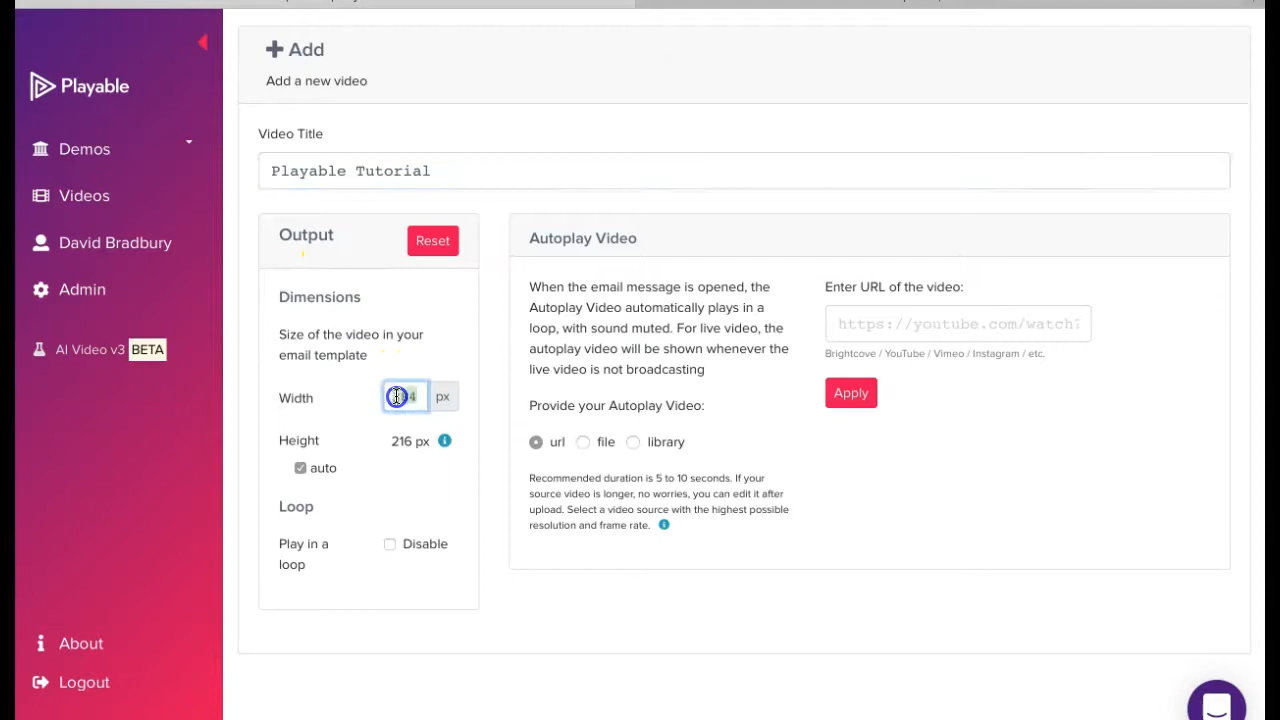 Playable
Demos
Videos
David Bradbury
Admin
AI Video v3 BETA
About
Logout
Add
Add a new video
Video Title
Playable Tutorial
Output
Reset
Dimensions
Size of the video in your
email template
Width
px
Height
216 px
auto
Loop
Play in a
loop
Disable
Autoplay Video
When the email message is opened, the
Autoplay Video automatically plays in a
loop, with sound muted. For live video, the
autoplay video will be shown whenever the
live video is not broadcasting
Provide your Autoplay Video:
url file library
Recommended duration is 5 to 10 seconds. If your
source video is longer, no worries, you can edit it after
upload. Select a video source with the highest possible
resolution and frame rate.
Enter URL of the video:
https://youtube.com/watch?
Brightcove / YouTube / Vimeo / Instagram / etc.
Apply